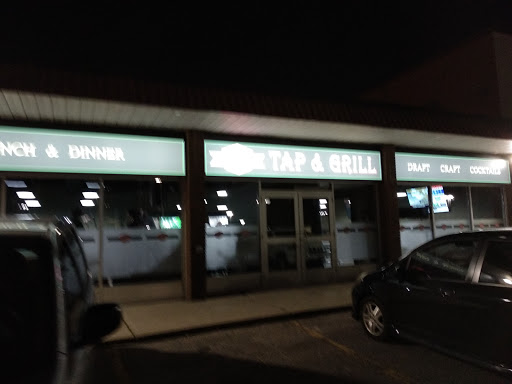 NCH & DINNER
TAP & GRILL
DRAFT CRAFT COCKTAILS